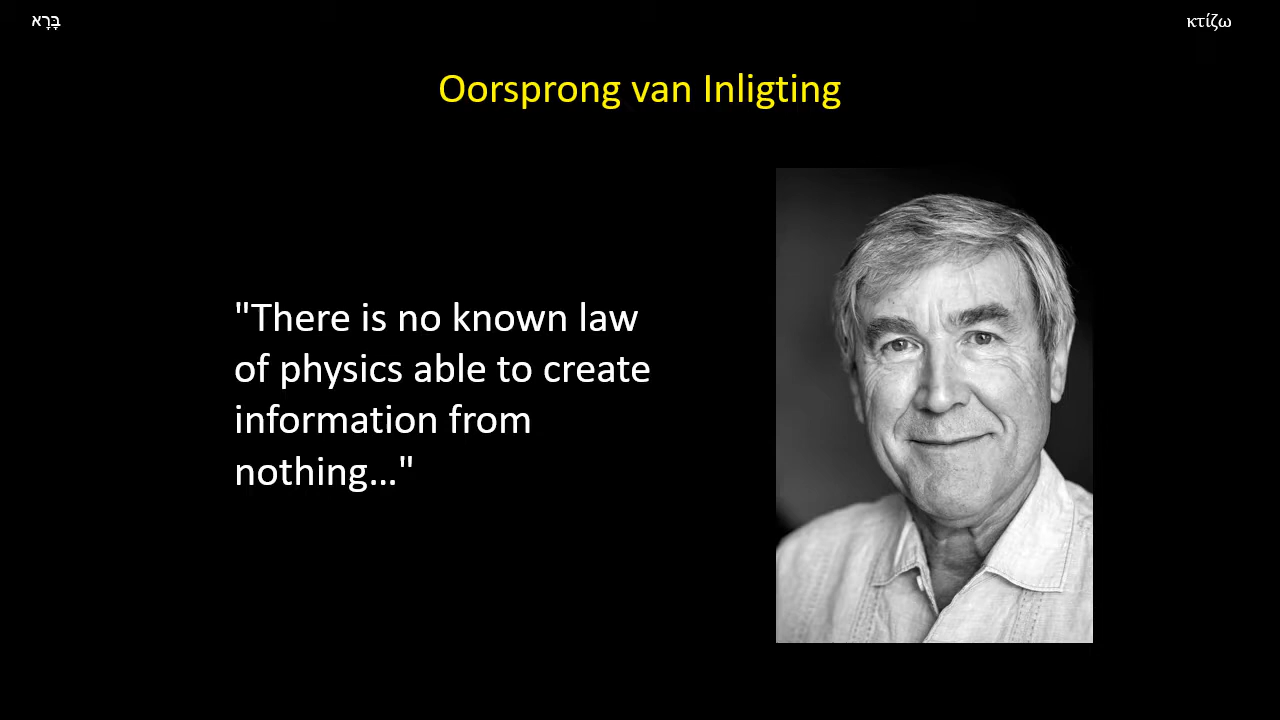 בָּרָא
κτίζω
Oorsprong van Inligting
"There is no known law
of physics able to create
information from
nothing…"